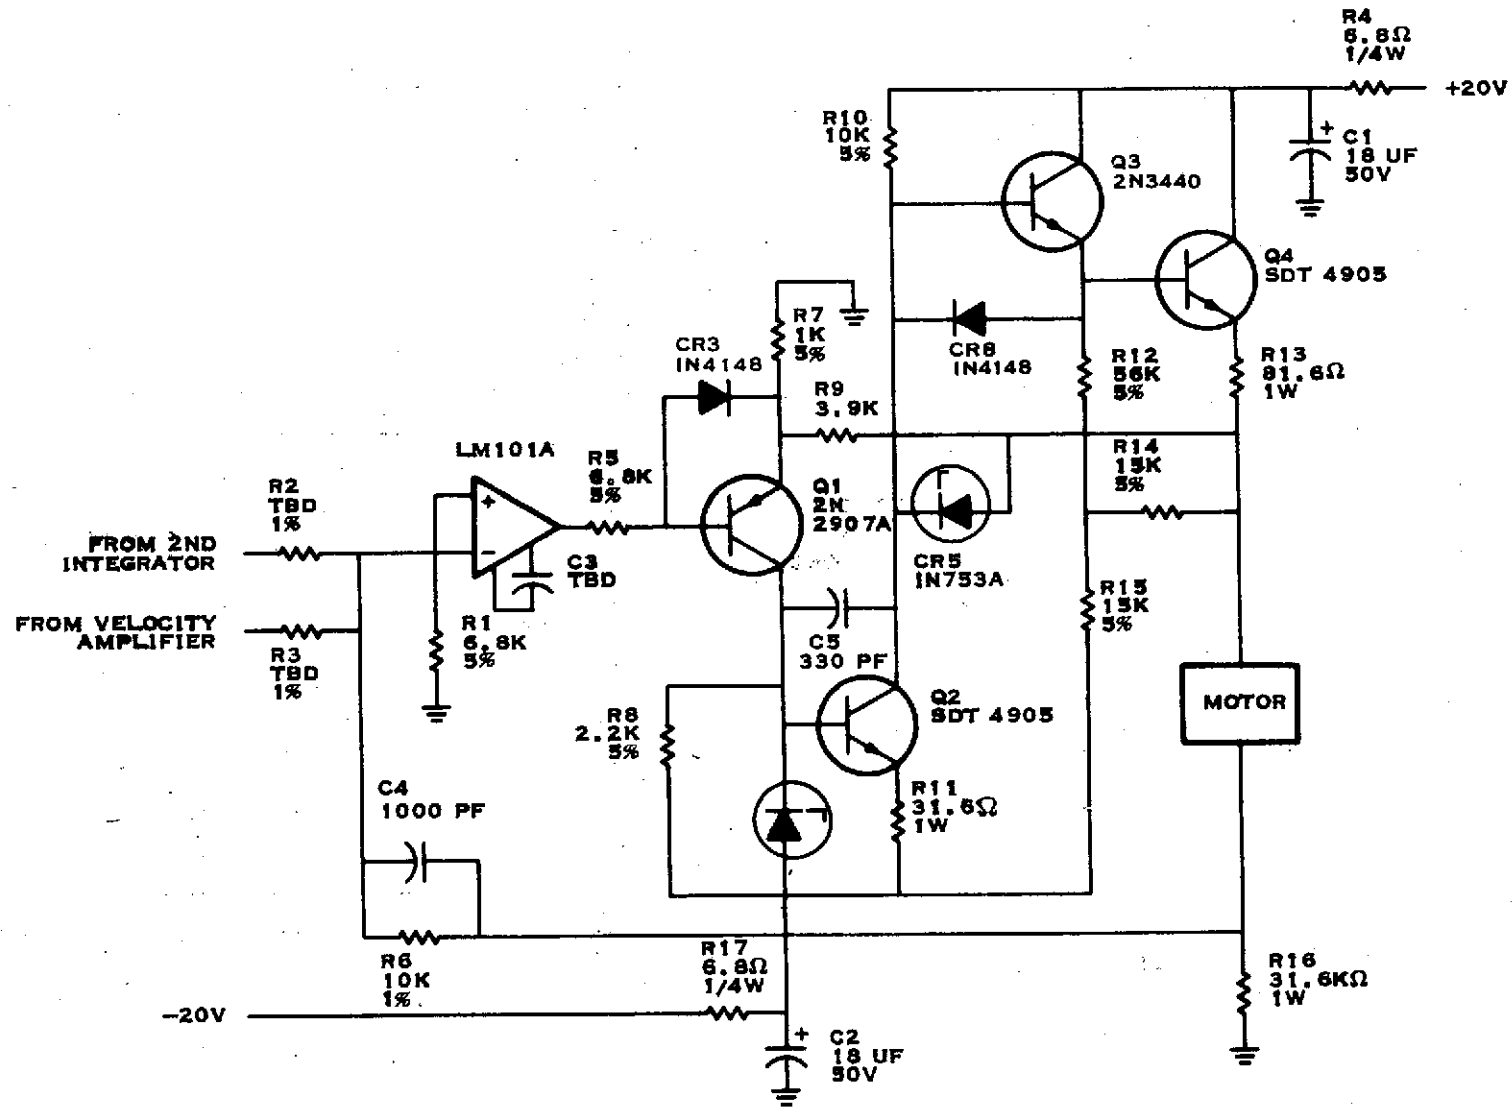 R4
6.8Ω
1/4W
+20V
R10
10K
5%
+
C1
18 UF
50V
Q3
2N3440
Q4
SDT 4905
R7
1K
5%
CR3
IN4148
CR8
IN4148
R12
56K
5%
R13
81.6Ω
1W
R9
3.9K
LM101A
R5
6.8K
5%
R14
15K
5%
R2
TBD
1%
+
-
Q1
2N
2907A
FROM 2ND
INTEGRATOR
C3
TBD
CR5
IN753A
R15
15K
5%
FROM VELOCITY
AMPLIFIER
R1
6.8K
5%
C5
330 PF
R3
TBD
1%
Q2
SDT 4905
MOTOR
R8
2.2K
5%
C4
1000 PF
R11
31.6Ω
1W
R6
10K
1%
R17
6.8Ω
1/4W
R16
31.6KΩ
1W
-20V
+
C2
18 UF
50V